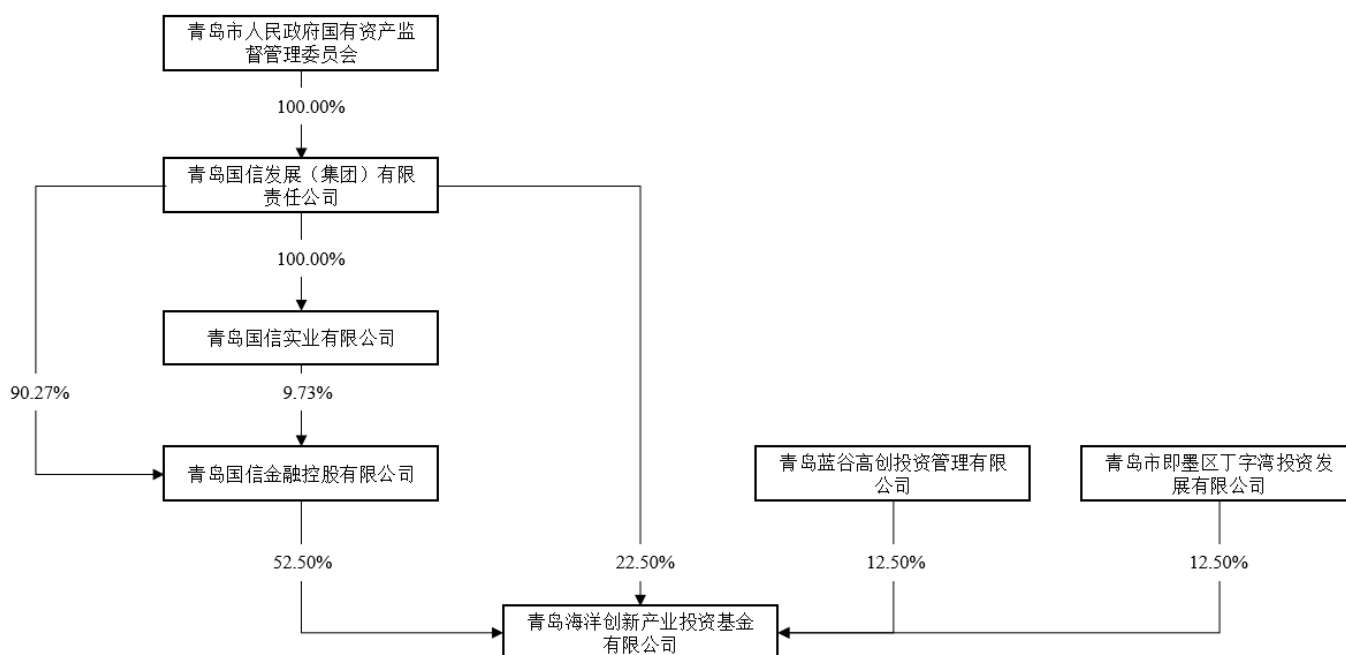 青岛市人民政府国有资产监
督管理委员会
100.00%
青岛国信发展（集团）有限
责任公司
100.00%
青岛国信实业有限公司
90.27%
9.73%
青岛国信金融控股有限公司
青岛蓝谷高创投资管理有限
公司
青岛市即墨区丁字湾投资发
展有限公司
52.50%
22.50%
12.50%
12.50%
青岛海洋创新产业投资基金
有限公司